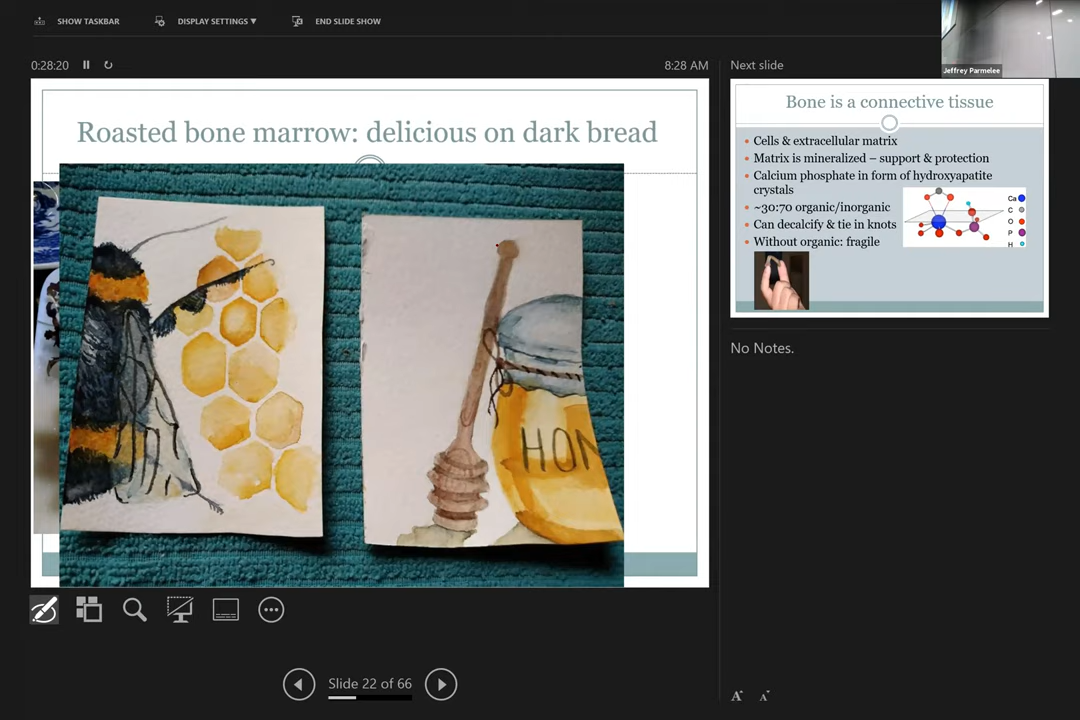 SHOW TASKBAR
DISPLAY SETTINGS ▼
END SLIDE SHOW
0:28:20
8:28 AM
Next slide
Jeffrey Parmelee
Roasted bone marrow: delicious on dark bread
HON
Bone is a connective tissue
• Cells & extracellular matrix
• Matrix is mineralized – support & protection
• Calcium phosphate in form of hydroxyapatite
crystals
• ~30:70 organic/inorganic
• Can decalcify & tie in knots
• Without organic: fragile
Ca
C
O
P
H
No Notes.
Slide 22 of 66
A
A